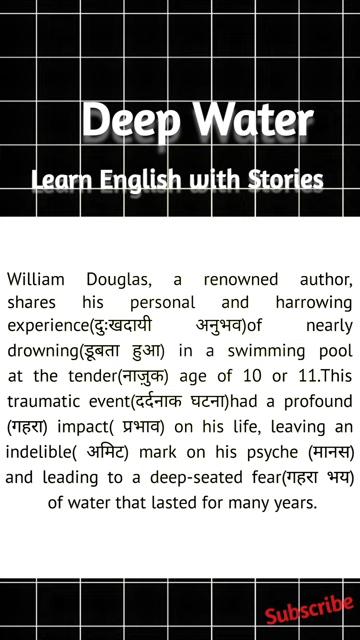 Deep Water
Learn English with Stories
William Douglas, a renowned author,
shares his personal and harrowing
experience(दुःखदायी अनुभव)of nearly
drowning(डूबता हुआ) in a swimming pool
at the tender(नाज़ुक) age of 10 or 11.This
traumatic event(दर्दनाक घटना)had a profound
(गहरा) impact( प्रभाव) on his life, leaving an
indelible( अमिट) mark on his psyche (मानस)
and leading to a deep-seated fear(गहरा भय)
of water that lasted for many years.
Subscribe